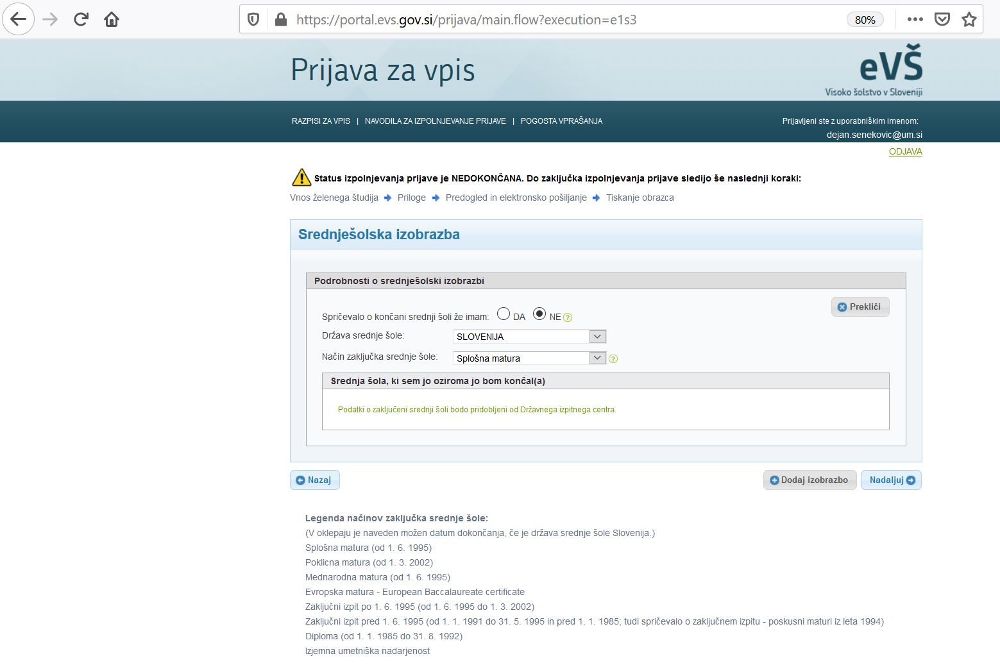 https://portal.evs.gov.si/prijava/main.flow?execution=e1s3
80%
Prijava za vpis
eVŠ
Visoko šolstvo v Sloveniji
RAZPISI ZA VPIS | NAVODILA ZA IZPOLNJEVANJE PRIJAVE | POGOSTA VPRAŠANJA
Prijavljeni ste z uporabniškim imenom:
dejan.senekovic@um.si
ODJAVA
Status izpolnjevanja prijave je NEDOKONČANA. Do zaključka izpolnjevanja prijave sledijo še naslednji koraki:
Vnos želenega študija Priloge Predogled in elektronsko pošiljanje Tiskanje obrazca
Srednješolska izobrazba
Podrobnosti o srednješolski izobrazbi
Prekliči
Spričevalo o končani srednji šoli že imam: DA NE ?
Država srednje šole: SLOVENIJA
Način zaključka srednje šole: Splošna matura ?
Srednja šola, ki sem jo oziroma jo bom končal(a)
Podatki o zaključeni srednji šoli bodo pridobljeni od Državnega izpitnega centra.
Nazaj
Dodaj izobrazbo
Nadaljuj
Legenda načinov zaključka srednje šole:
(V oklepaju je naveden možen datum dokončanja, če je država srednje šole Slovenija.)
Splošna matura (od 1. 6. 1995)
Poklicna matura (od 1. 3. 2002)
Mednarodna matura (od 1. 6. 1995)
Evropska matura - European Baccalaureate certificate
Zaključni izpit po 1. 6. 1995 (od 1. 6. 1995 do 1. 3. 2002)
Zaključni izpit pred 1. 6. 1995 (od 1. 1. 1991 do 31. 5. 1995 in pred 1. 1. 1985; tudi spričevalo o zaključnem izpitu - poskusni maturi iz leta 1994)
Diploma (od 1. 1. 1985 do 31. 8. 1992)
Izjemna umetniška nadarjenost